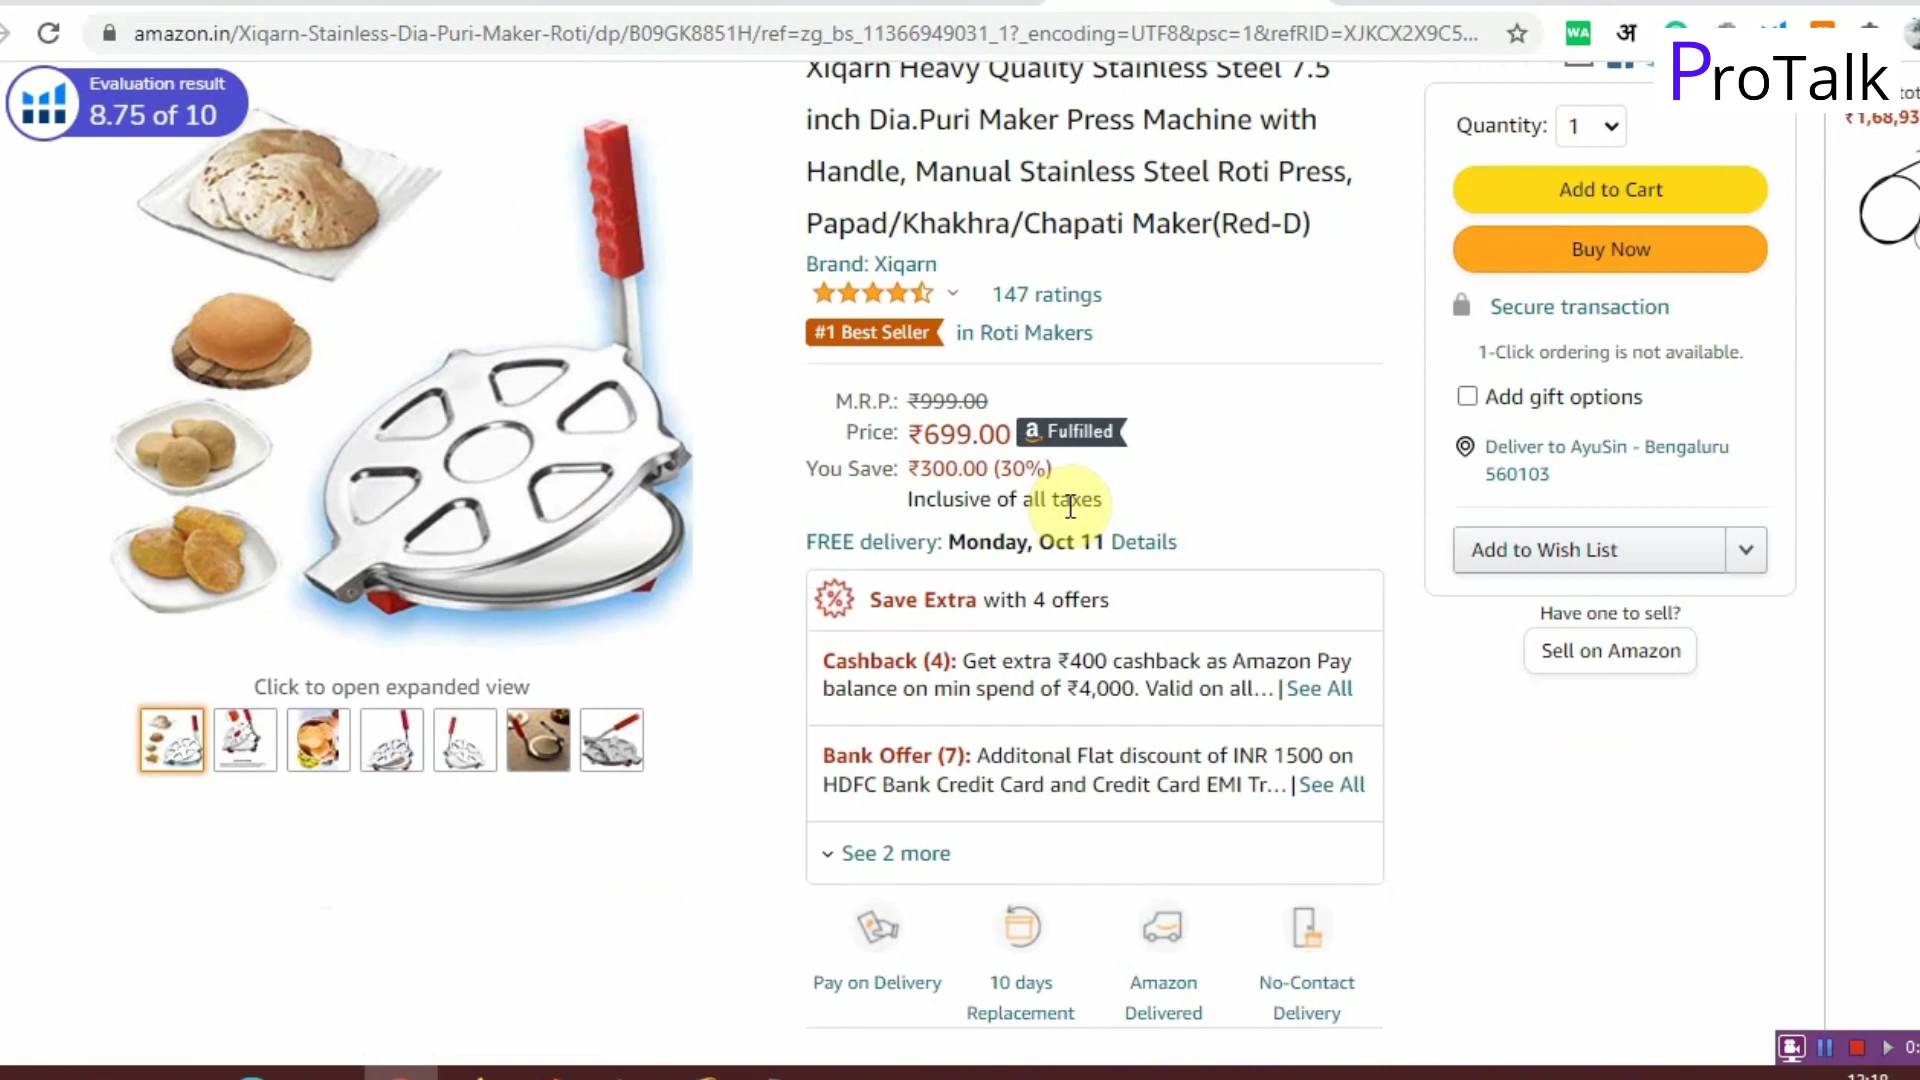 amazon.in/Xiqarn-Stainless-Dia-Puri-Maker-Roti/dp/B09GK8851H/ref=zg_bs_11366949031_1?_encoding=UTF8&psc=1&refRID=XJKCX2X9C5...
WA
अ
ProTalk
Evaluation result
8.75 of 10
Xiqarn Heavy Quality Stainless Steel 7.5
inch Dia.Puri Maker Press Machine with
Handle, Manual Stainless Steel Roti Press,
Papad/Khakhra/Chapati Maker(Red-D)
Brand: Xiqarn
147 ratings
#1 Best Seller in Roti Makers
M.R.P.: ₹999.00
Price: ₹699.00 a Fulfilled
You Save: ₹300.00 (30%)
Inclusive of all taxes
FREE delivery: Monday, Oct 11 Details
Save Extra with 4 offers
Cashback (4): Get extra ₹400 cashback as Amazon Pay
balance on min spend of ₹4,000. Valid on all... | See All
Bank Offer (7): Additonal Flat discount of INR 1500 on
HDFC Bank Credit Card and Credit Card EMI Tr... | See All
See 2 more
Pay on Delivery
10 days
Replacement
Amazon
Delivered
No-Contact
Delivery
Click to open expanded view
Quantity: 1
Add to Cart
Buy Now
Secure transaction
1-Click ordering is not available.
Add gift options
Deliver to AyuSin - Bengaluru
560103
Add to Wish List
Have one to sell?
Sell on Amazon
₹1,68,93